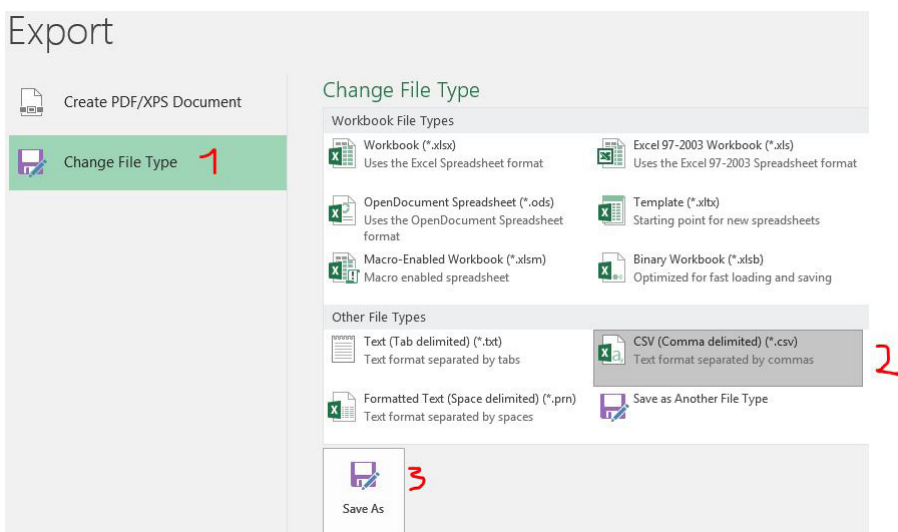 Export
Create PDF/XPS Document
Change File Type 1
Change File Type
Workbook File Types
Workbook (*.xlsx)
Uses the Excel Spreadsheet format
Excel 97-2003 Workbook (*.xls)
Uses the Excel 97-2003 Spreadsheet format
OpenDocument Spreadsheet (*.ods)
Uses the OpenDocument Spreadsheet
format
Template (*.xltx)
Starting point for new spreadsheets
Macro-Enabled Workbook (*.xlsm)
Macro enabled spreadsheet
Binary Workbook (*.xlsb)
Optimized for fast loading and saving
Other File Types
Text (Tab delimited) (*.txt)
Text format separated by tabs
CSV (Comma delimited) (*.csv)
Text format separated by commas
2
Formatted Text (Space delimited) (*.prn)
Text format separated by spaces
Save as Another File Type
Save As
3